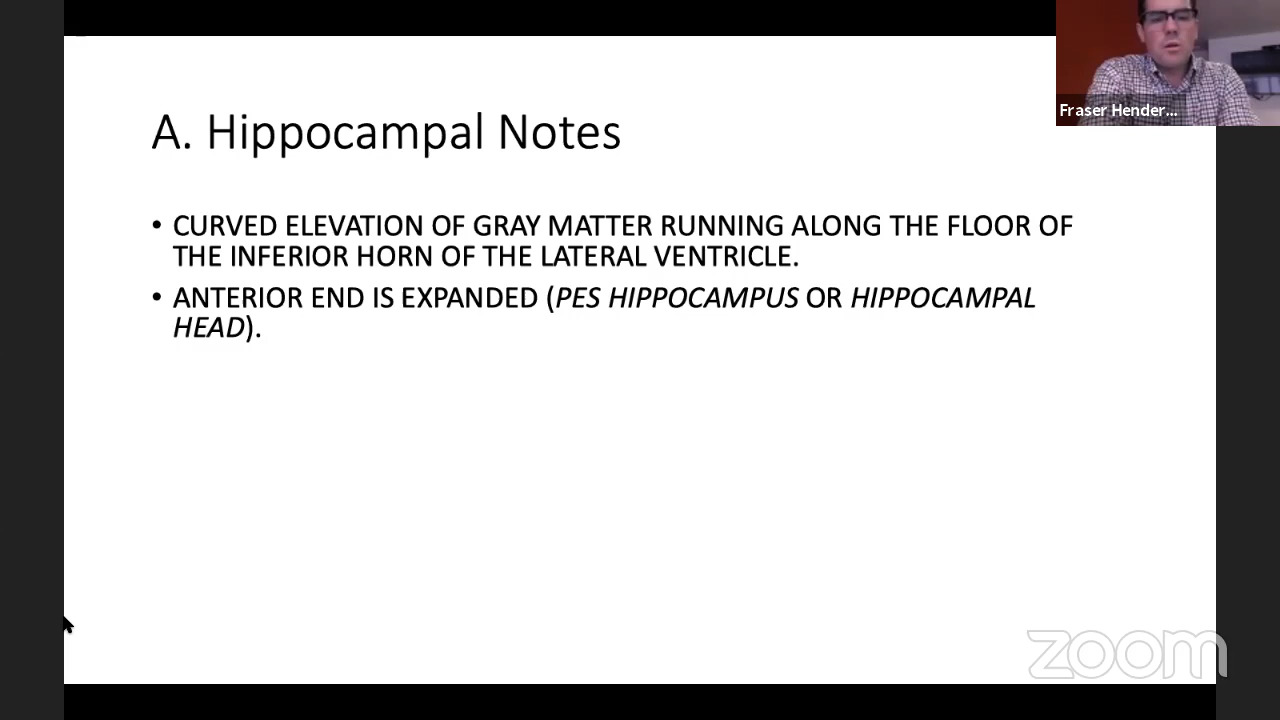 Fraser Hender...
A. Hippocampal Notes
• CURVED ELEVATION OF GRAY MATTER RUNNING ALONG THE FLOOR OF
THE INFERIOR HORN OF THE LATERAL VENTRICLE.
• ANTERIOR END IS EXPANDED (PES HIPPOCAMPUS OR HIPPOCAMPAL
HEAD).
zoom